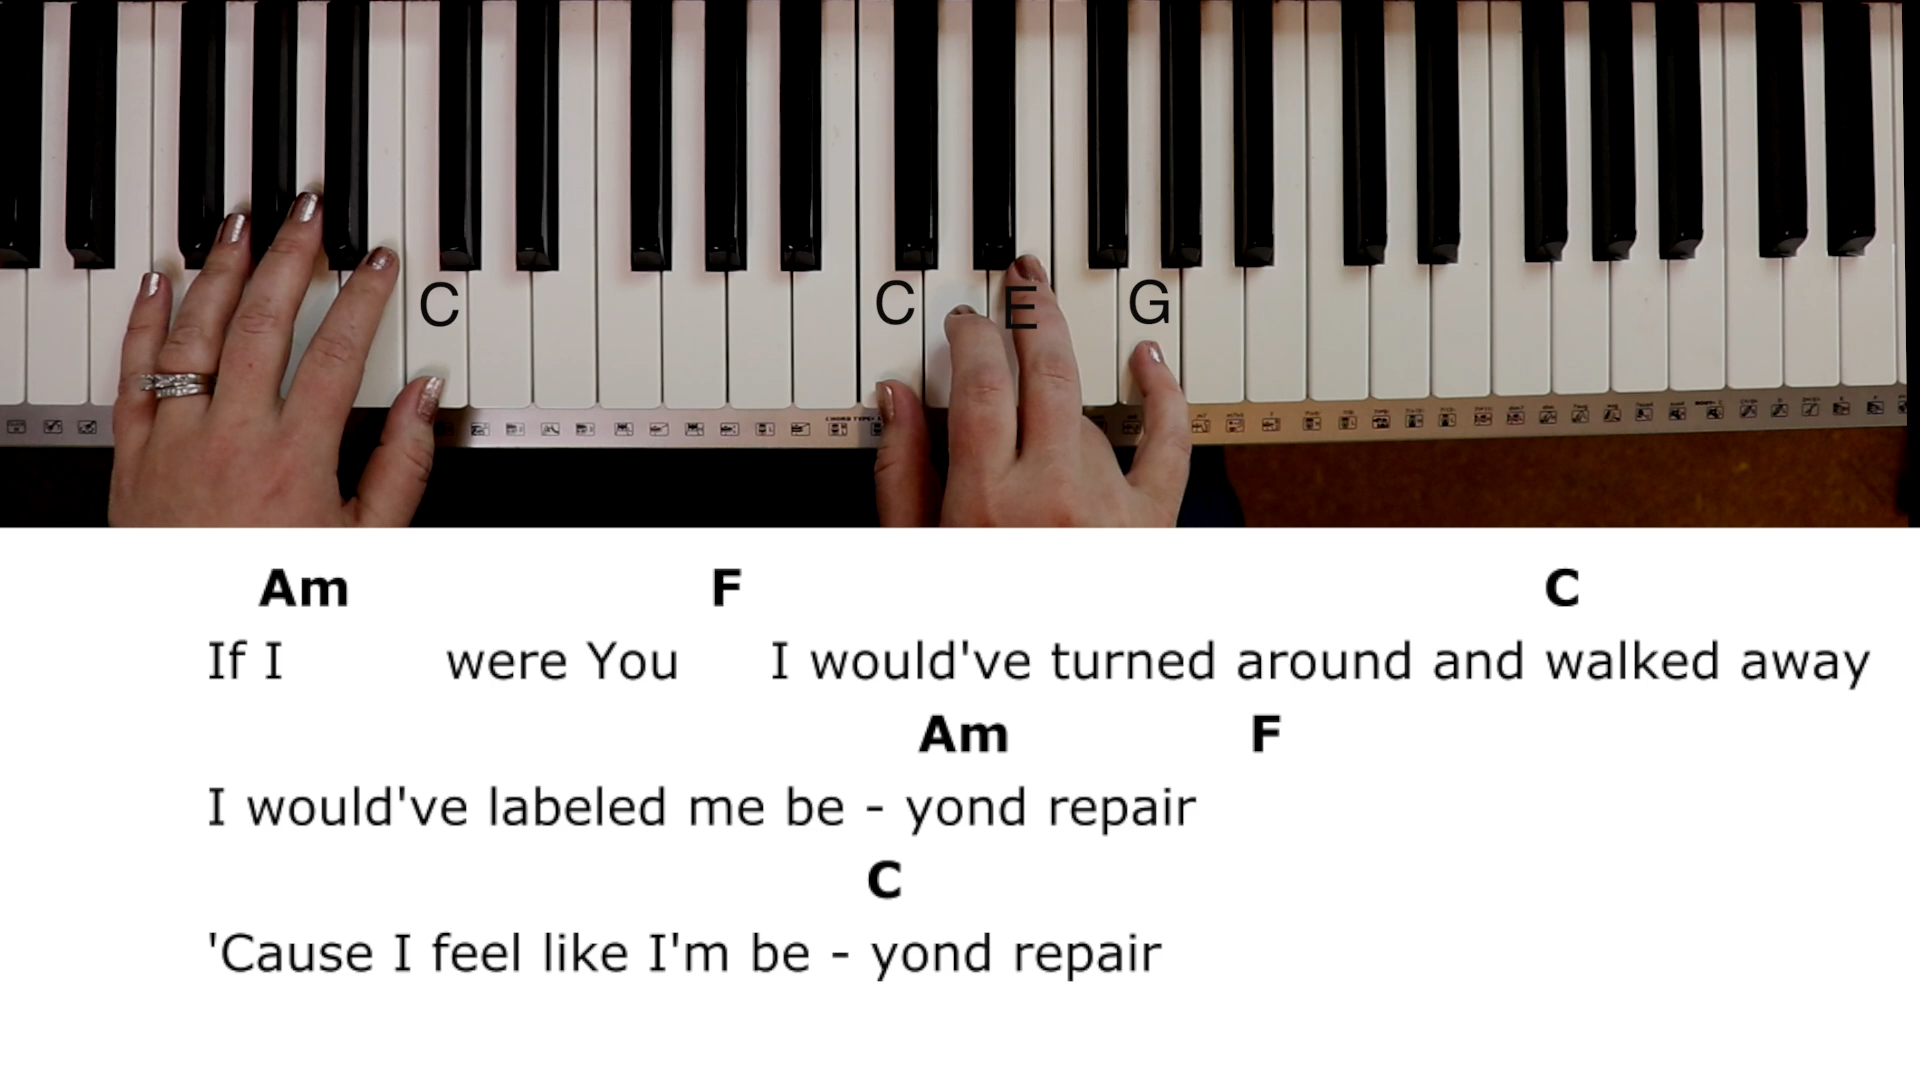 C C E G
Am F C
If I were You I would've turned around and walked away
Am F
I would've labeled me be - yond repair
C
'Cause I feel like I'm be - yond repair